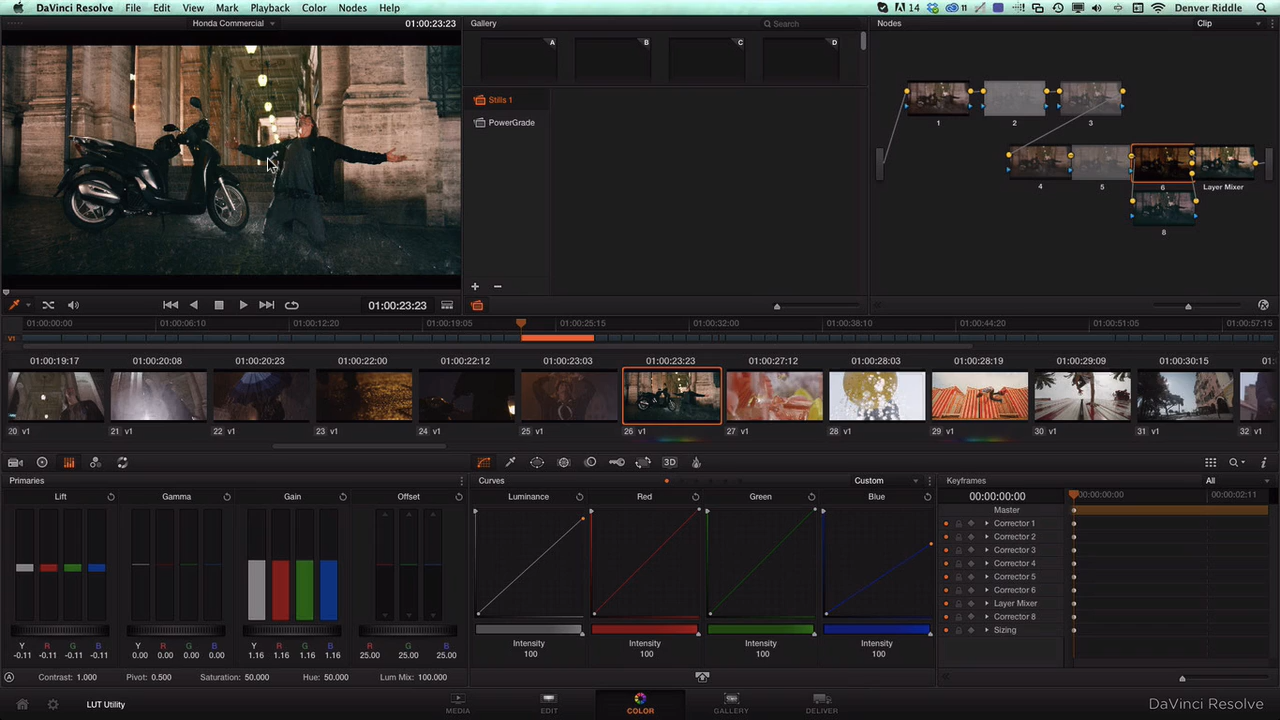 DaVinci Resolve File Edit View Mark Playback Color Nodes Help 14 11 Denver Riddle
Honda Commercial 01:00:23:23 Gallery Search Nodes Clip
A B C D
Stills 1
PowerGrade
1 2 3
4 5 6 Layer Mixer
8
01:00:23:23
01:00:00:00 01:00:06:10 01:00:12:20 01:00:19:05 01:00:25:15 01:00:32:00 01:00:38:10 01:00:44:20 01:00:51:05 01:00:57:15
V1
01:00:19:17 01:00:20:08 01:00:20:23 01:00:22:00 01:00:22:12 01:00:23:03 01:00:23:23 01:00:27:12 01:00:28:03 01:00:28:19 01:00:29:09 01:00:30:15 01:
20 v1 21 v1 22 v1 23 v1 24 v1 25 v1 26 v1 27 v1 28 v1 29 v1 30 v1 31 v1 32 v1
3D
Primaries Curves Custom Keyframes All
Lift Gamma Gain Offset Luminance Red Green Blue 00:00:00:00 00:00:00:00 00:00:02:11
Master
Corrector 1
Corrector 2
Corrector 3
Corrector 4
Corrector 5
Corrector 6
Layer Mixer
Corrector 8
Sizing
Y R G B Y R G B Y R G B R G B Intensity Intensity Intensity Intensity
-0.11 -0.11 -0.11 -0.11 0.00 0.00 0.00 0.00 1.16 1.16 1.16 1.16 25.00 25.00 25.00 100 100 100 100
A Contrast: 1.000 Pivot: 0.500 Saturation: 50.000 Hue: 50.000 Lum Mix: 100.000
LUT Utility MEDIA EDIT COLOR GALLERY DELIVER DaVinci Resolve